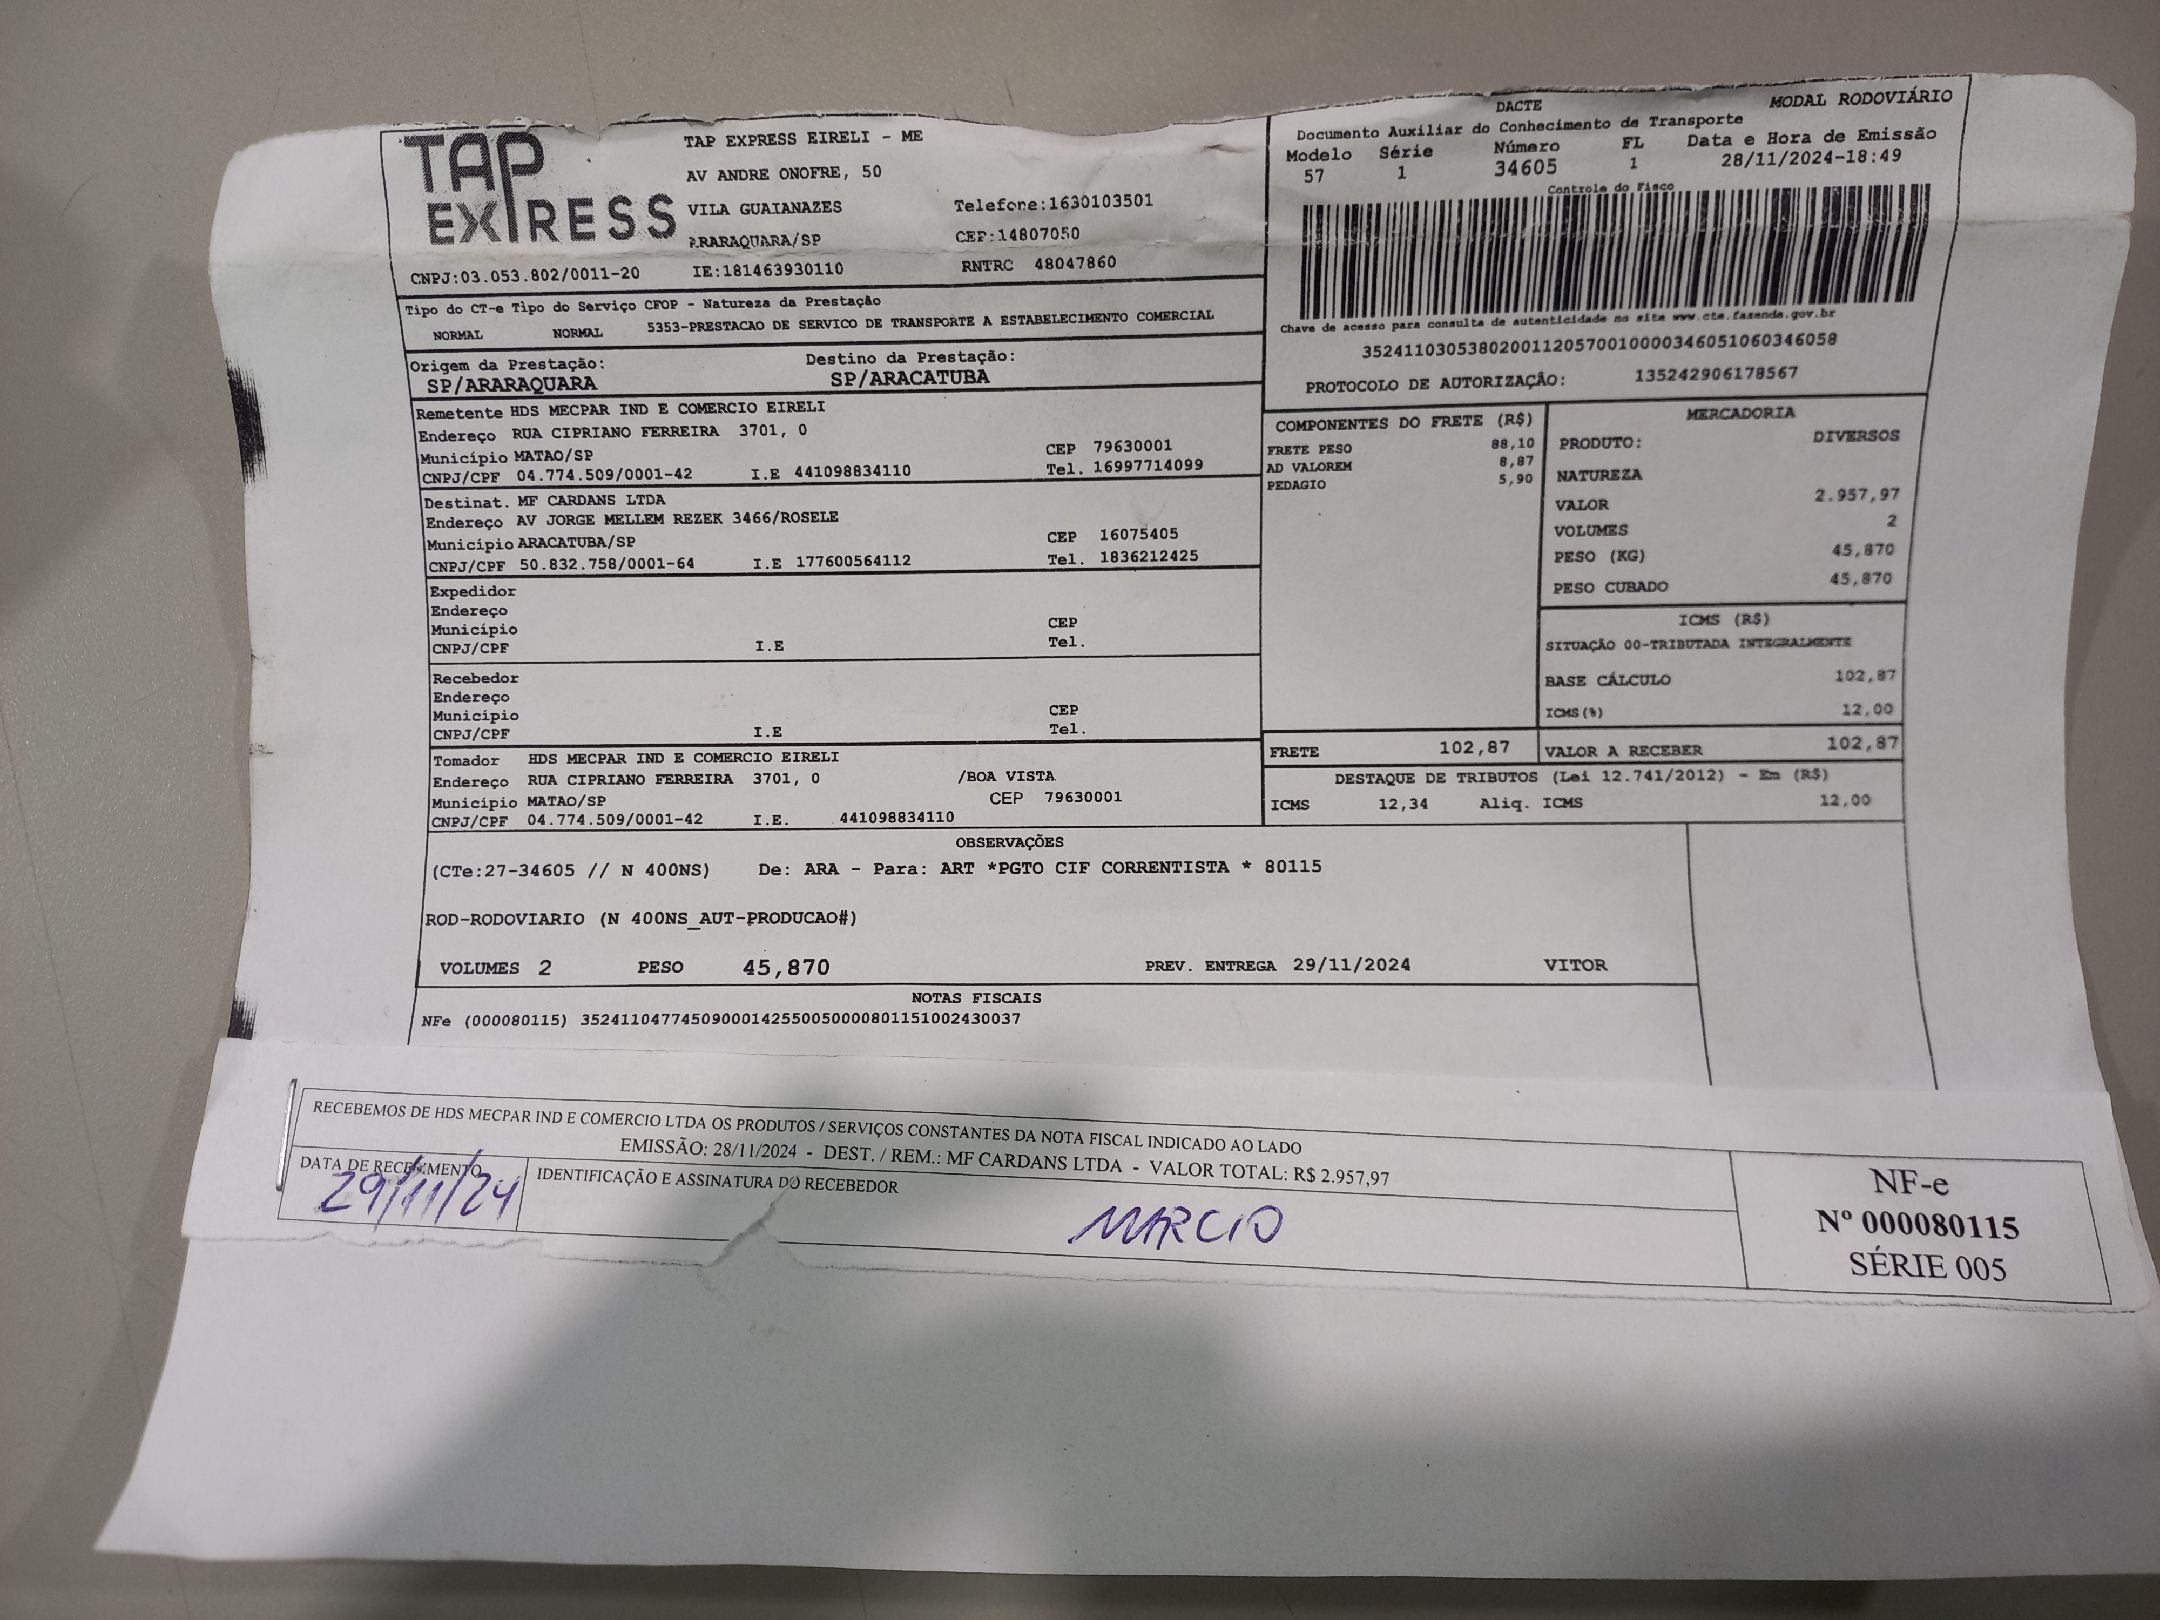 TAP EXPRESS
TAP EXPRESS EIRELI - ME
AV ANDRE ONOFRE, 50
VILA GUAIANAZES Telefone:1630103501
ARARAQUARA/SP CEP:14807050
CNPJ:03.053.802/0011-20 IE:181463930110 RNTRC 48047860
DACTE MODAL RODOVIÁRIO
Documento Auxiliar do Conhecimento de Transporte
Modelo Série Número FL Data e Hora de Emissão
57 1 34605 1 28/11/2024-18:49
Controle do Fisco
Chave de acesso para consulta de autenticidade no site www.cte.fazenda.gov.br
35241103053802001120570010000346051060346058
PROTOCOLO DE AUTORIZAÇÃO: 135242906178567
Tipo do CT-e Tipo do Serviço CFOP - Natureza da Prestação
NORMAL NORMAL 5353-PRESTACAO DE SERVICO DE TRANSPORTE A ESTABELECIMENTO COMERCIAL
Origem da Prestação: Destino da Prestação:
SP/ARARAQUARA SP/ARACATUBA
Remetente HDS MECPAR IND E COMERCIO EIRELI
Endereço RUA CIPRIANO FERREIRA 3701, 0
Município MATAO/SP CEP 79630001
CNPJ/CPF 04.774.509/0001-42 I.E 441098834110 Tel. 16997714099
Destinat. MF CARDANS LTDA
Endereço AV JORGE MELLEM REZEK 3466/ROSELE
Município ARACATUBA/SP CEP 16075405
CNPJ/CPF 50.832.758/0001-64 I.E 177600564112 Tel. 1836212425
Expedidor
Endereço
Município CEP
CNPJ/CPF I.E Tel.
Recebedor
Endereço
Município CEP
CNPJ/CPF I.E Tel.
Tomador HDS MECPAR IND E COMERCIO EIRELI
Endereço RUA CIPRIANO FERREIRA 3701, 0 /BOA VISTA
Município MATAO/SP CEP 79630001
CNPJ/CPF 04.774.509/0001-42 I.E. 441098834110
COMPONENTES DO FRETE (R$)
FRETE PESO 88,10
AD VALOREM 8,87
PEDAGIO 5,90
MERCADORIA
PRODUTO: DIVERSOS
NATUREZA
VALOR 2.957,97
VOLUMES 2
PESO (KG) 45,870
PESO CUBADO 45,870
ICMS (R$)
SITUAÇÃO 00-TRIBUTADA INTEGRALMENTE
BASE CÁLCULO 102,87
ICMS(%) 12,00
FRETE 102,87 VALOR A RECEBER 102,87
DESTAQUE DE TRIBUTOS (Lei 12.741/2012) - Em (R$)
ICMS 12,34 Aliq. ICMS 12,00
OBSERVAÇÕES
(CTe:27-34605 // N 400NS) De: ARA - Para: ART *PGTO CIF CORRENTISTA * 80115
ROD-RODOVIARIO (N 400NS_AUT-PRODUCAO#)
VOLUMES 2 PESO 45,870 PREV. ENTREGA 29/11/2024 VITOR
NOTAS FISCAIS
NFe (000080115) 35241104774509000142550050000801151002430037
RECEBEMOS DE HDS MECPAR IND E COMERCIO LTDA OS PRODUTOS / SERVIÇOS CONSTANTES DA NOTA FISCAL INDICADO AO LADO
EMISSÃO: 28/11/2024 - DEST. / REM.: MF CARDANS LTDA - VALOR TOTAL: R$ 2.957,97
DATA DE RECEBIMENTO IDENTIFICAÇÃO E ASSINATURA DO RECEBEDOR
29/11/24 MARCIO
NF-e
Nº 000080115
SÉRIE 005